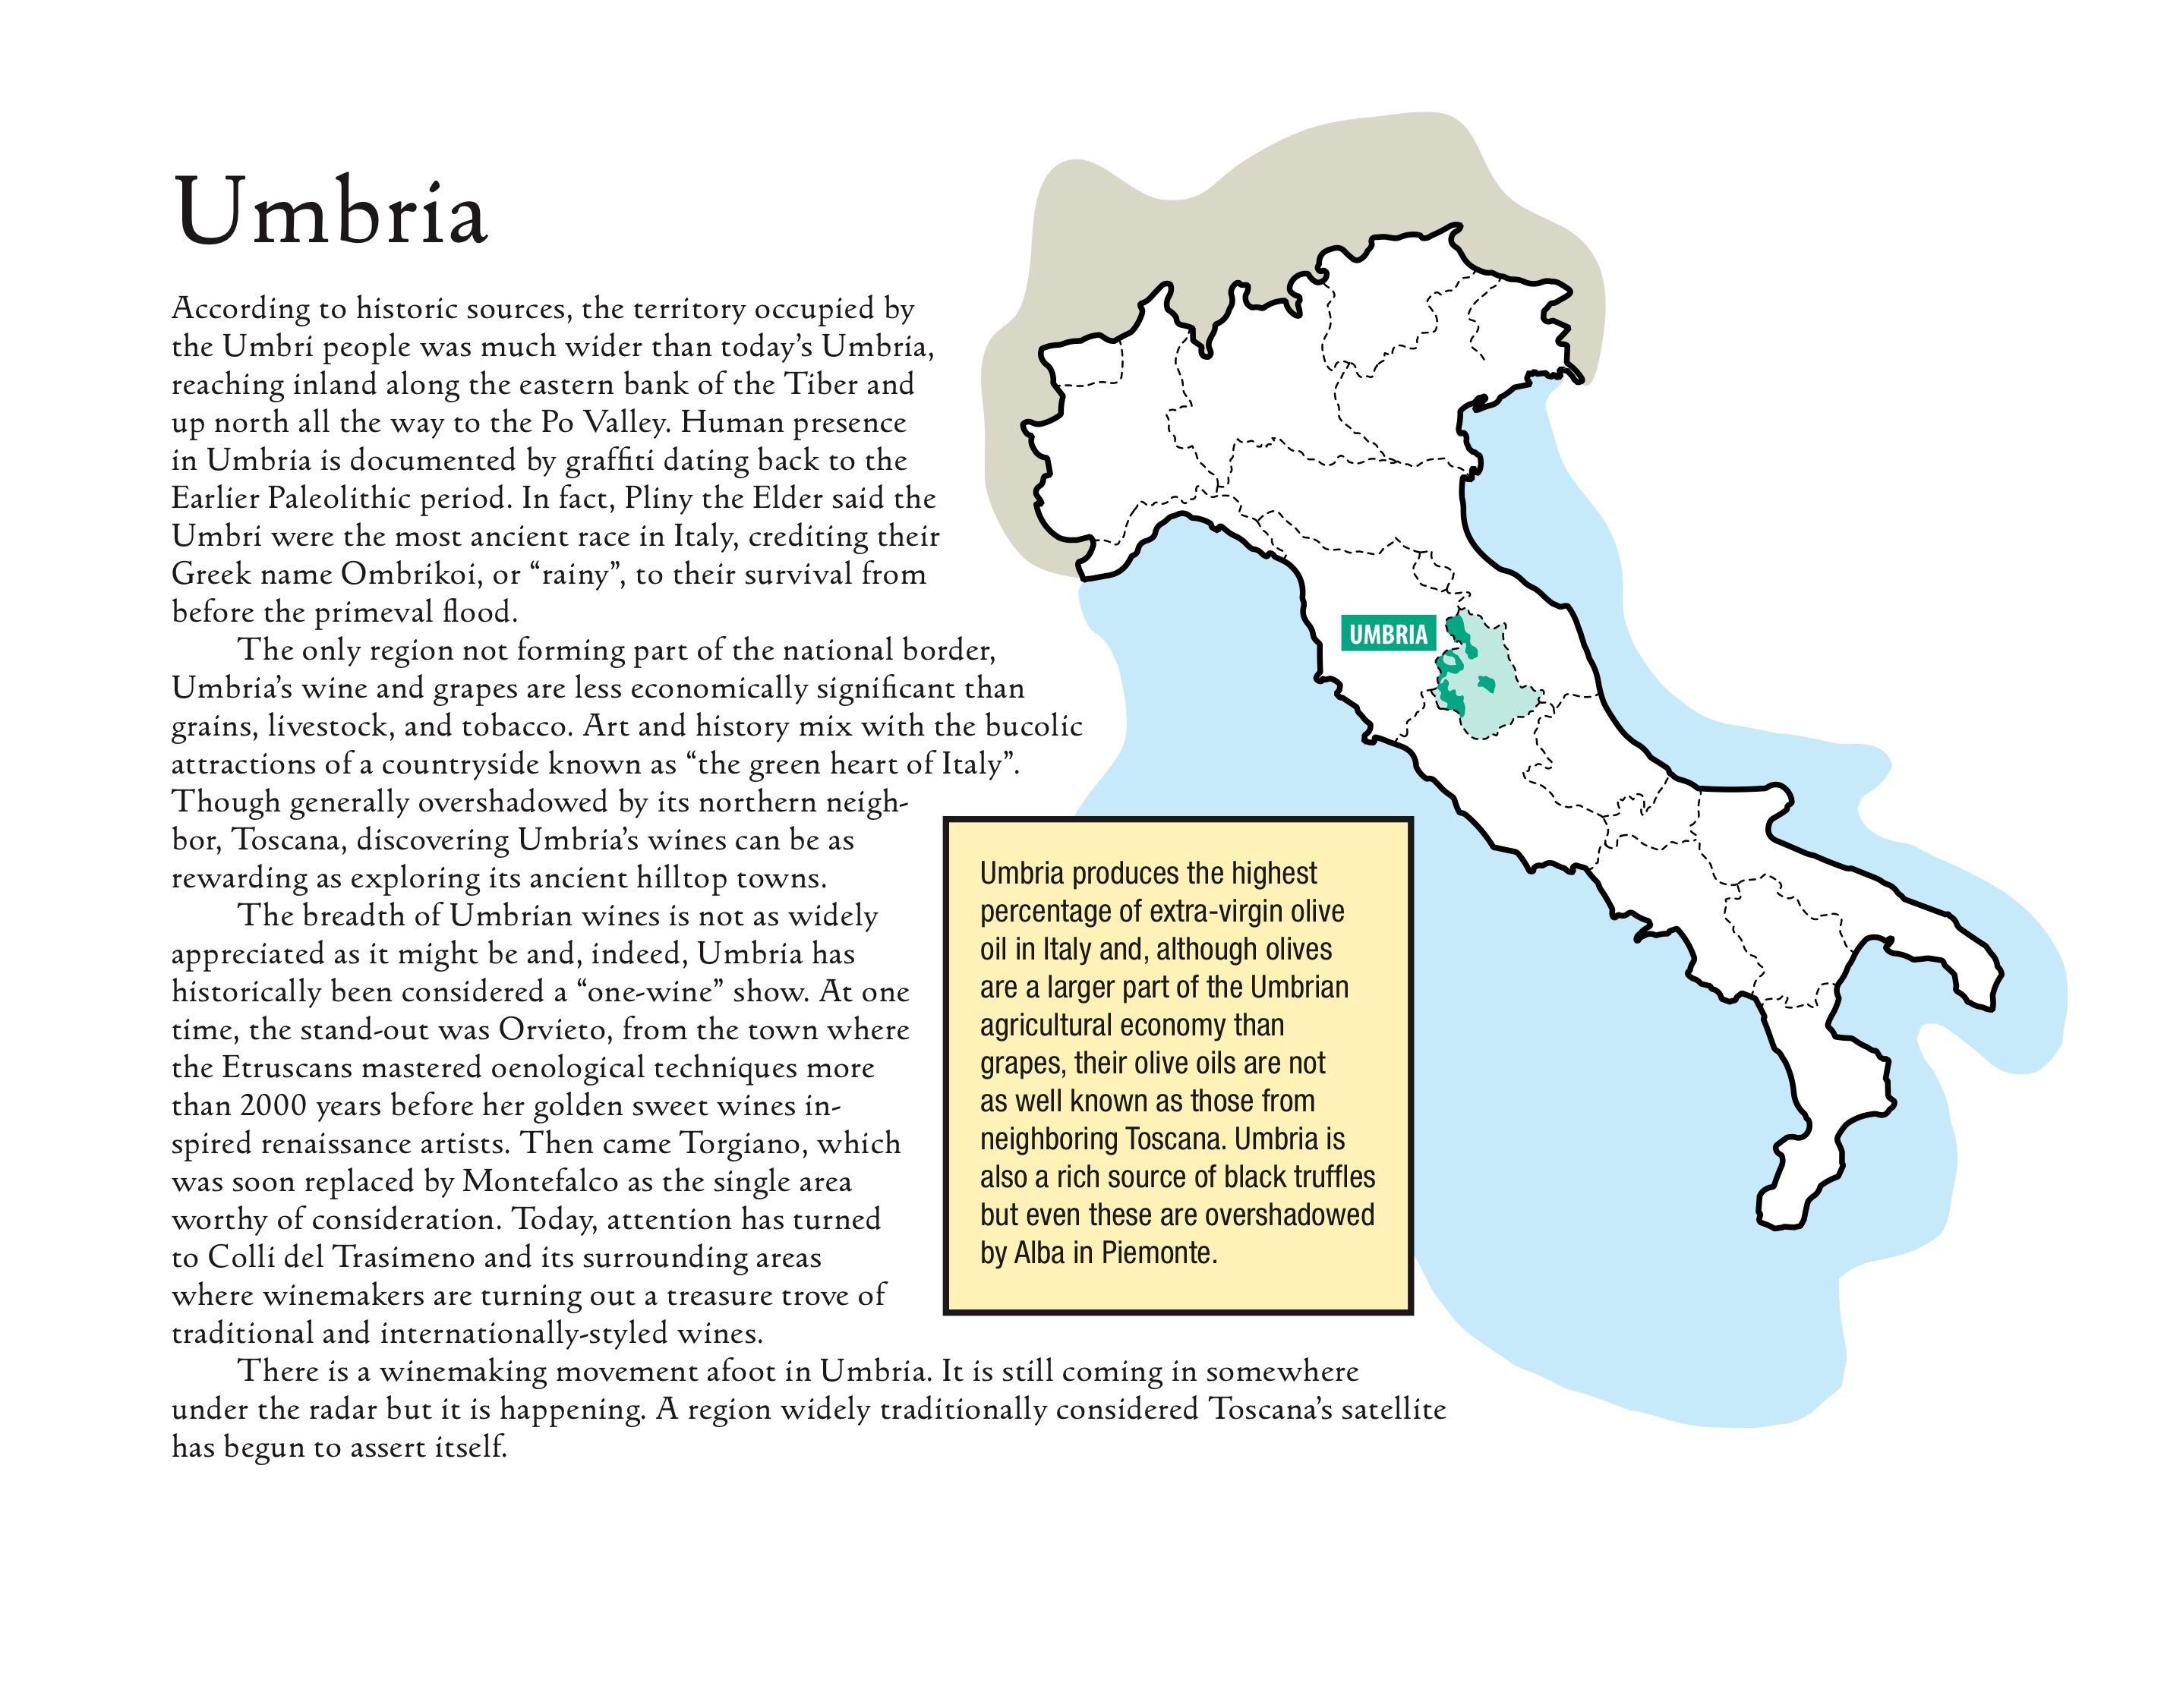 Umbria
According to historic sources, the territory occupied by
the Umbri people was much wider than today’s Umbria,
reaching inland along the eastern bank of the Tiber and
up north all the way to the Po Valley. Human presence
in Umbria is documented by graffiti dating back to the
Earlier Paleolithic period. In fact, Pliny the Elder said the
Umbri were the most ancient race in Italy, crediting their
Greek name Ombrikoi, or “rainy”, to their survival from
before the primeval flood.
The only region not forming part of the national border,
Umbria’s wine and grapes are less economically significant than
grains, livestock, and tobacco. Art and history mix with the bucolic
attractions of a countryside known as “the green heart of Italy”.
Though generally overshadowed by its northern neigh-
bor, Toscana, discovering Umbria’s wines can be as
rewarding as exploring its ancient hilltop towns.
The breadth of Umbrian wines is not as widely
appreciated as it might be and, indeed, Umbria has
historically been considered a “one-wine” show. At one
time, the stand-out was Orvieto, from the town where
the Etruscans mastered oenological techniques more
than 2000 years before her golden sweet wines in-
spired renaissance artists. Then came Torgiano, which
was soon replaced by Montefalco as the single area
worthy of consideration. Today, attention has turned
to Colli del Trasimeno and its surrounding areas
where winemakers are turning out a treasure trove of
traditional and internationally-styled wines.
There is a winemaking movement afoot in Umbria. It is still coming in somewhere
under the radar but it is happening. A region widely traditionally considered Toscana’s satellite
has begun to assert itself.
UMBRIA
Umbria produces the highest
percentage of extra-virgin olive
oil in Italy and, although olives
are a larger part of the Umbrian
agricultural economy than
grapes, their olive oils are not
as well known as those from
neighboring Toscana. Umbria is
also a rich source of black truffles
but even these are overshadowed
by Alba in Piemonte.